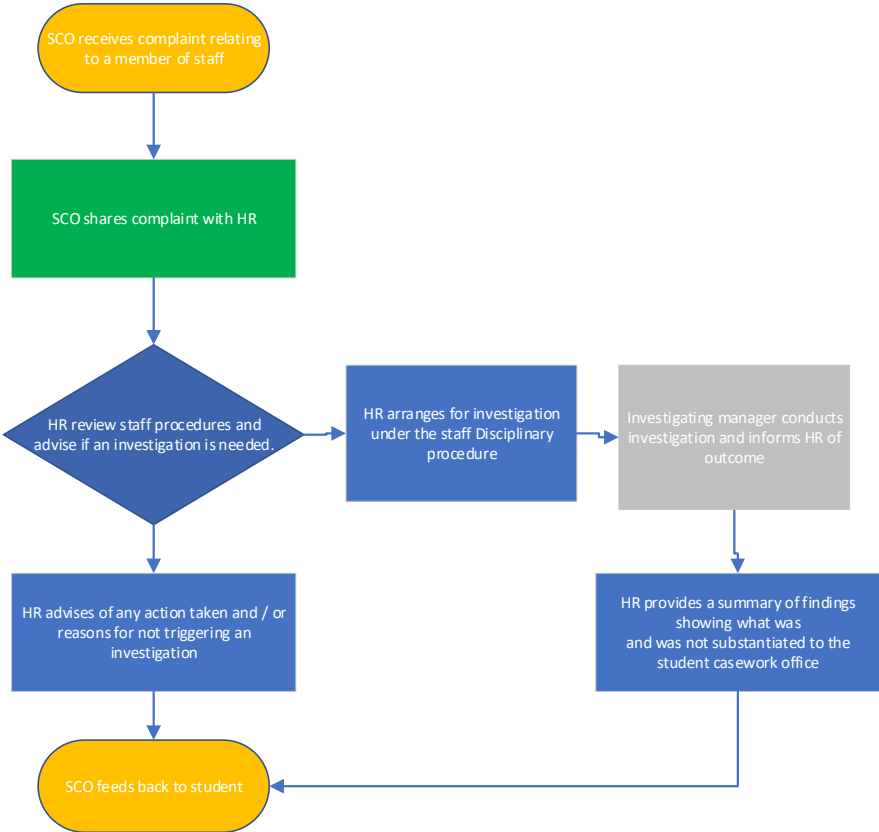 SCO receives complaint relating
to a member of staff
SCO shares complaint with HR
HR review staff procedures and
advise if an investigation is needed.
HR arranges for investigation
under the staff Disciplinary
procedure
Investigating manager conducts
investigation and informs HR of
outcome
HR advises of any action taken and / or
reasons for not triggering an
investigation
HR provides a summary of findings
showing what was
and was not substantiated to the
student casework office
SCO feeds back to student